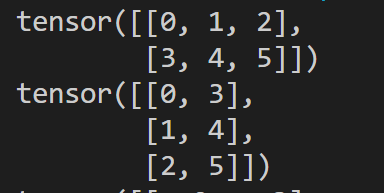 tensor([[0, 1, 2],
        [3, 4, 5]])
tensor([[0, 3],
        [1, 4],
        [2, 5]])